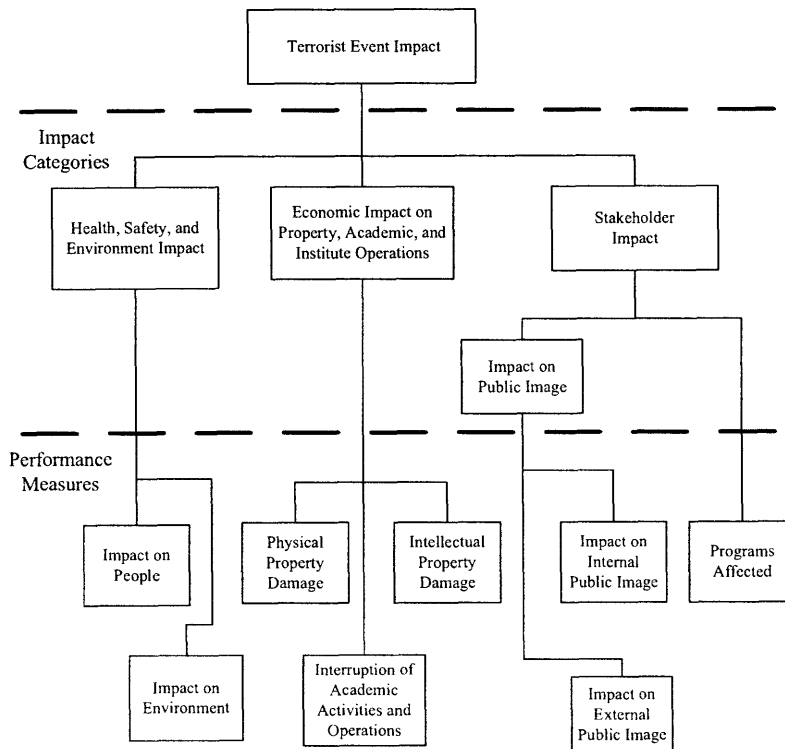 Terrorist Event Impact
Impact
Categories
Health, Safety, and
Environment Impact
Economic Impact on
Property, Academic, and
Institute Operations
Stakeholder
Impact
Impact on
Public Image
Performance
Measures
Impact on
People
Physical
Property
Damage
Intellectual
Property
Damage
Impact on
Internal
Public Image
Programs
Affected
Impact on
Environment
Interruption of
Academic
Activities and
Operations
Impact on
External
Public Image